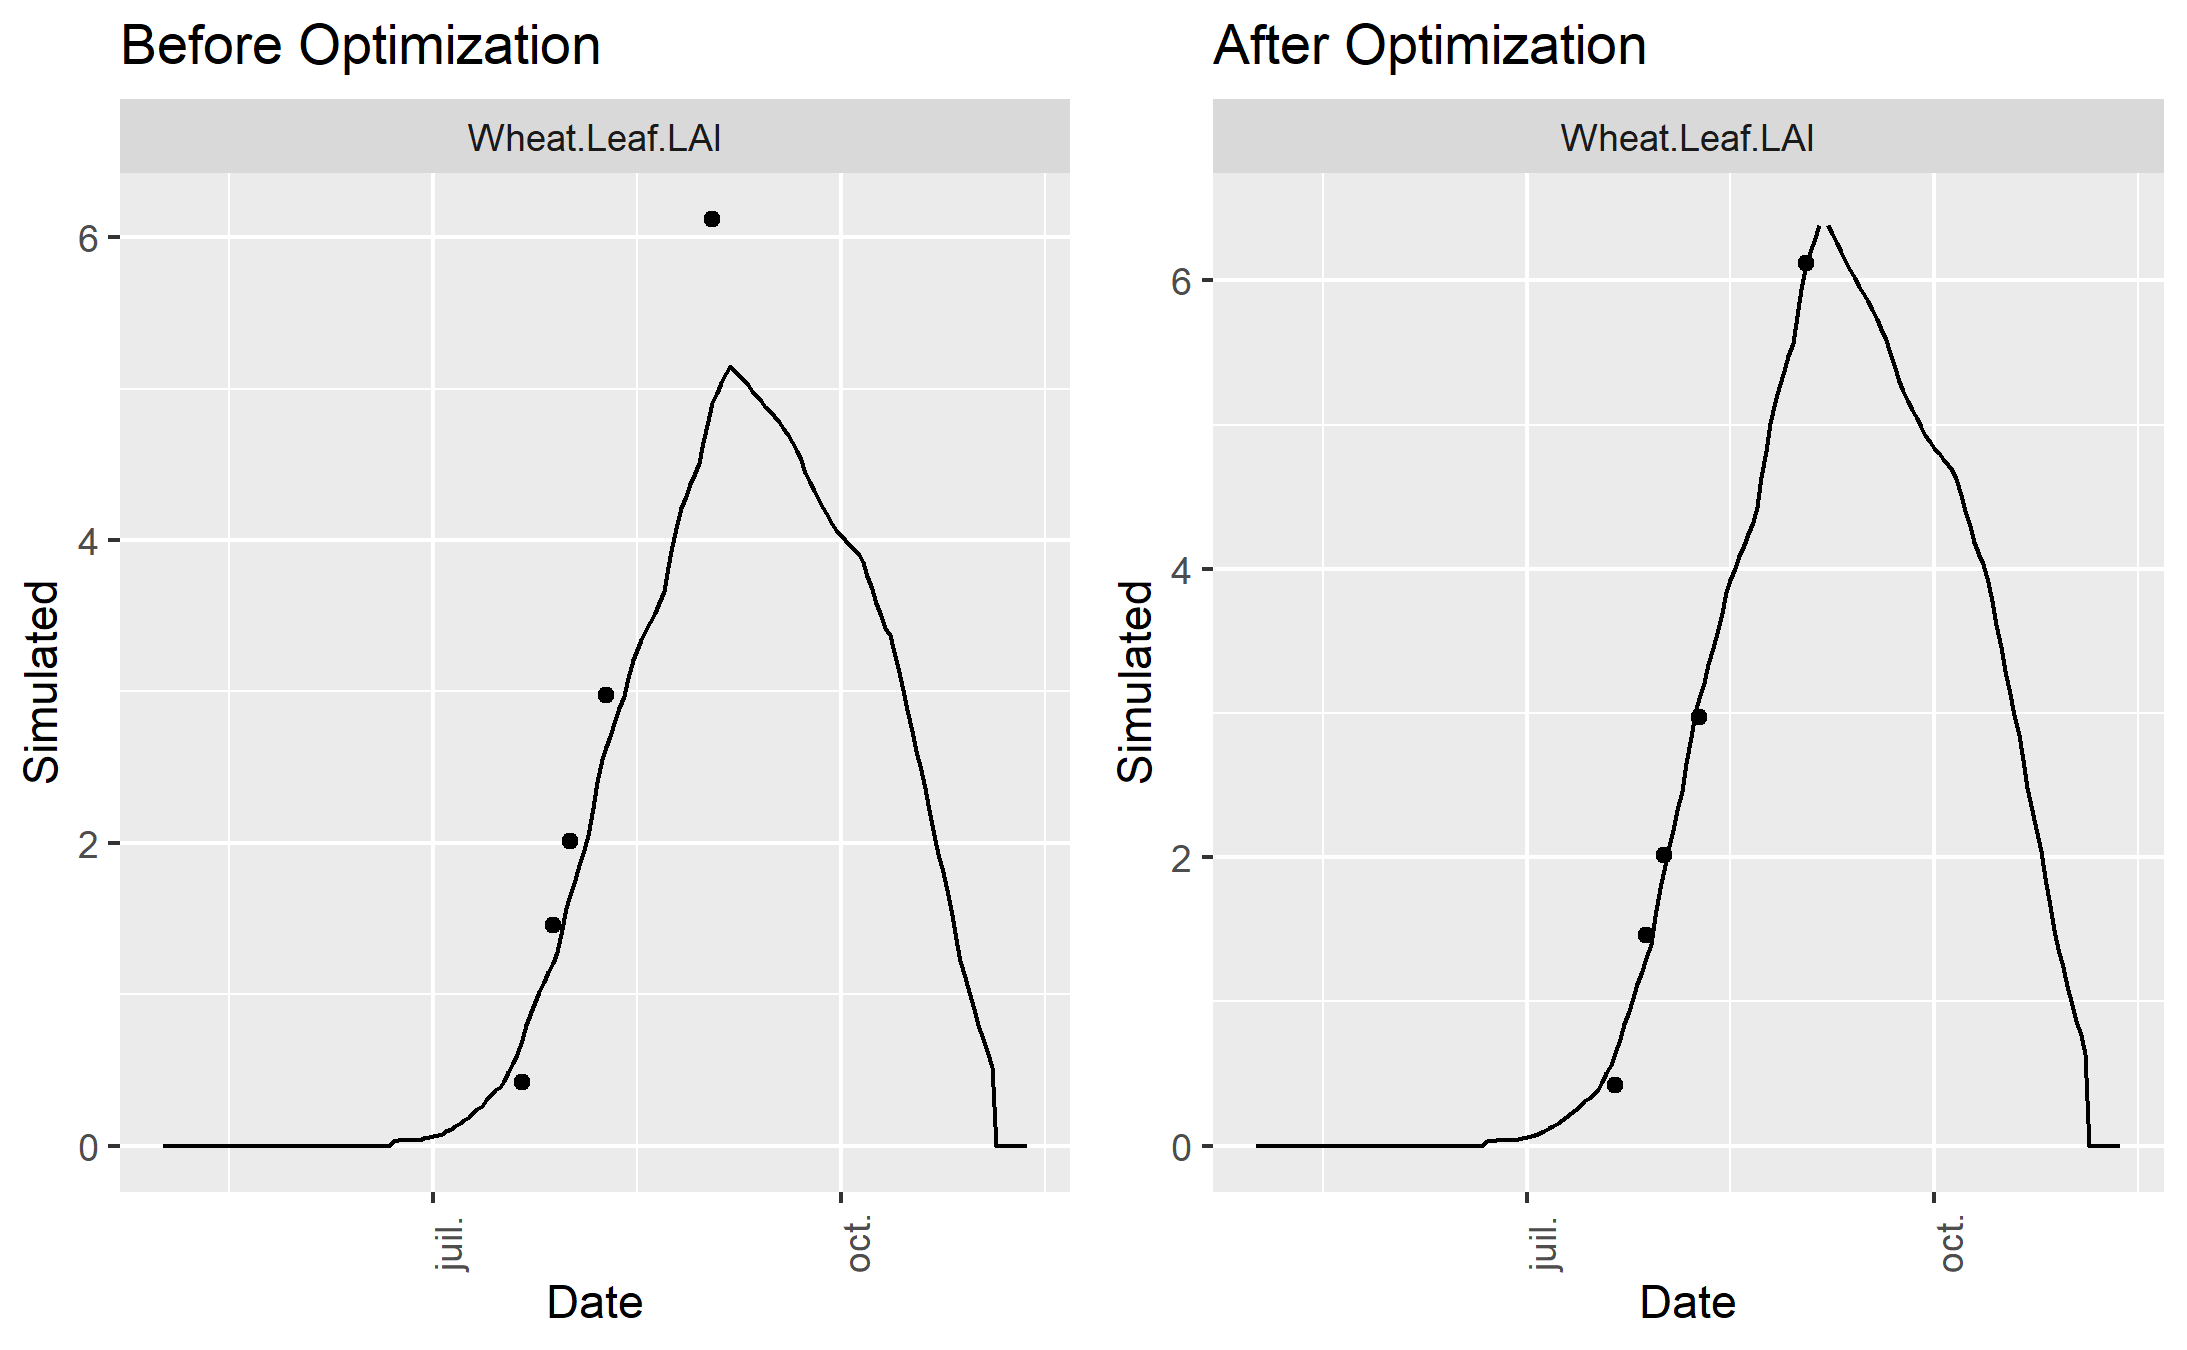 Before Optimization
Wheat.Leaf.LAI
Simulated
6
4
2
0
juil.
oct.
Date
After Optimization
Wheat.Leaf.LAI
Simulated
6
4
2
0
juil.
oct.
Date